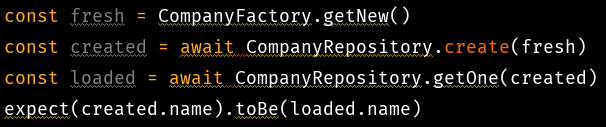 const fresh = CompanyFactory.getNew()
const created = await CompanyRepository.create(fresh)
const loaded = await CompanyRepository.getOne(created)
expect(created.name).toBe(loaded.name)